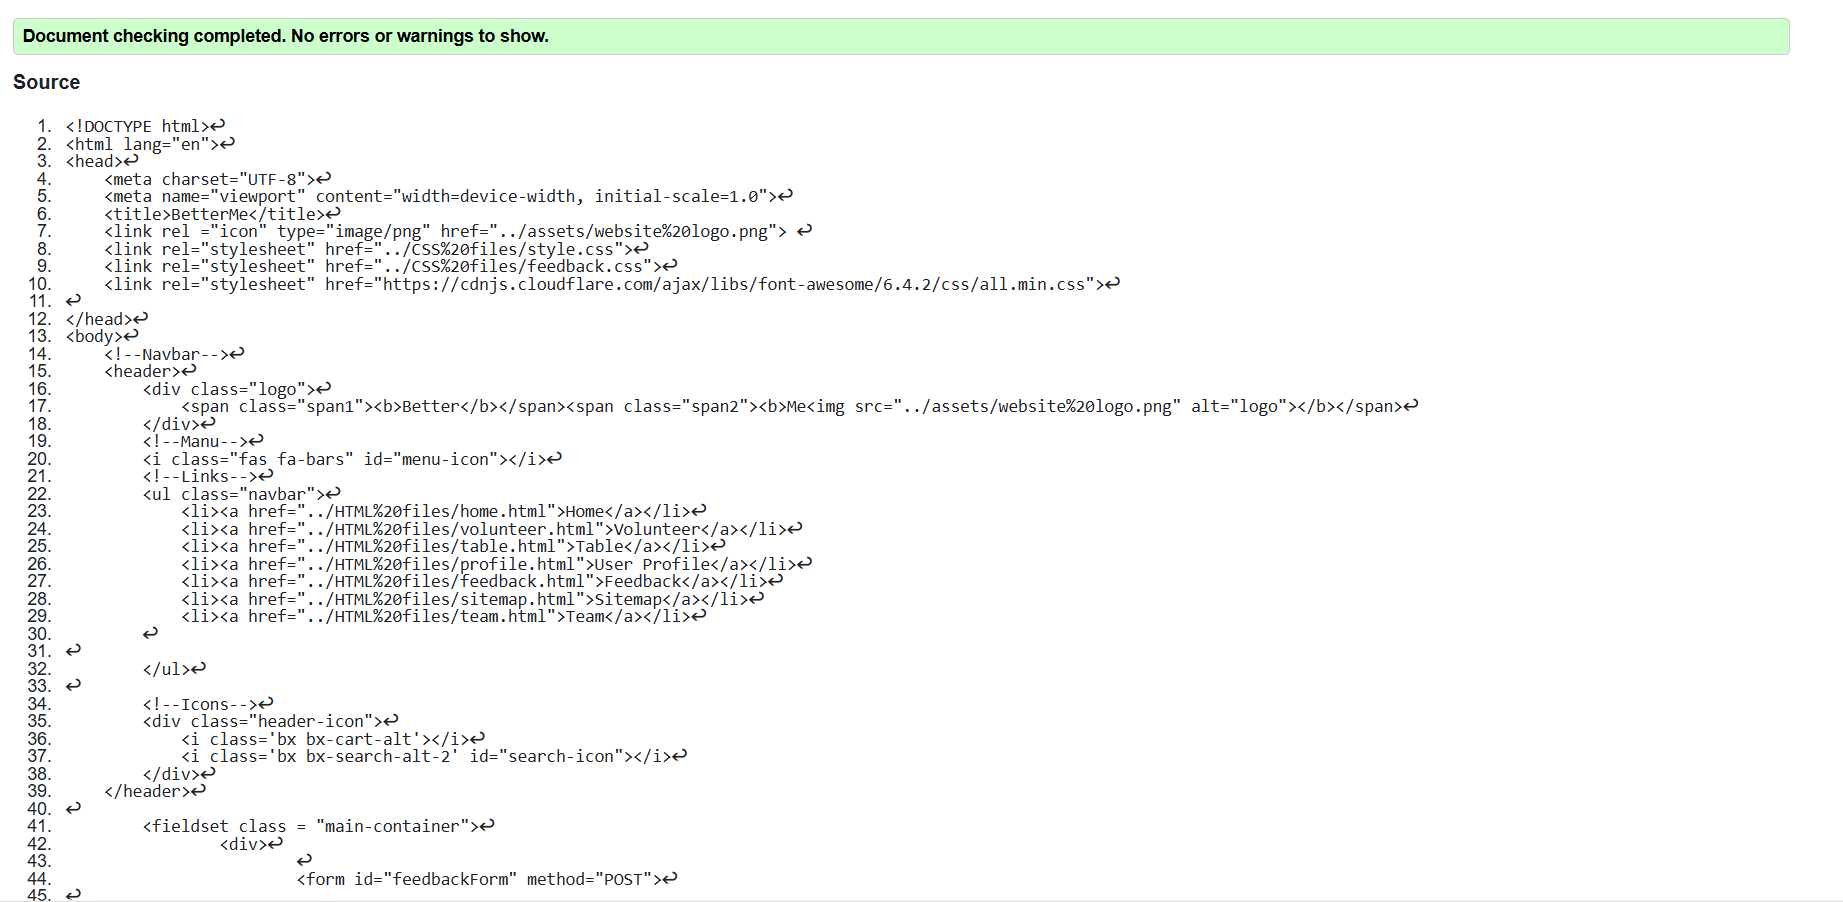 Document checking completed. No errors or warnings to show.
Source
1. <!DOCTYPE html>↩
2. <html lang="en">↩
3. <head>↩
4.     <meta charset="UTF-8">↩
5.     <meta name="viewport" content="width=device-width, initial-scale=1.0">↩
6.     <title>BetterMe</title>↩
7.     <link rel ="icon" type="image/png" href="../assets/website%20logo.png"> ↩
8.     <link rel="stylesheet" href="../CSS%20files/style.css">↩
9.     <link rel="stylesheet" href="../CSS%20files/feedback.css">↩
10.     <link rel="stylesheet" href="https://cdnjs.cloudflare.com/ajax/libs/font-awesome/6.4.2/css/all.min.css">↩
11. ↩
12. </head>↩
13. <body>↩
14.     <!--Navbar-->↩
15.     <header>↩
16.         <div class="logo">↩
17.             <span class="span1"><b>Better</b></span><span class="span2"><b>Me<img src="../assets/website%20logo.png" alt="logo"></b></span>↩
18.         </div>↩
19.         <!--Manu-->↩
20.         <i class="fas fa-bars" id="menu-icon"></i>↩
21.         <!--Links-->↩
22.         <ul class="navbar">↩
23.             <li><a href="../HTML%20files/home.html">Home</a></li>↩
24.             <li><a href="../HTML%20files/volunteer.html">Volunteer</a></li>↩
25.             <li><a href="../HTML%20files/table.html">Table</a></li>↩
26.             <li><a href="../HTML%20files/profile.html">User Profile</a></li>↩
27.             <li><a href="../HTML%20files/feedback.html">Feedback</a></li>↩
28.             <li><a href="../HTML%20files/sitemap.html">Sitemap</a></li>↩
29.             <li><a href="../HTML%20files/team.html">Team</a></li>↩
30.         ↩
31. ↩
32.         </ul>↩
33. ↩
34.         <!--Icons-->↩
35.         <div class="header-icon">↩
36.             <i class='bx bx-cart-alt'></i>↩
37.             <i class='bx bx-search-alt-2' id="search-icon"></i>↩
38.         </div>↩
39.     </header>↩
40. ↩
41.         <fieldset class = "main-container">↩
42.                 <div>↩
43.                         ↩
44.                         <form id="feedbackForm" method="POST">↩
45. ↩